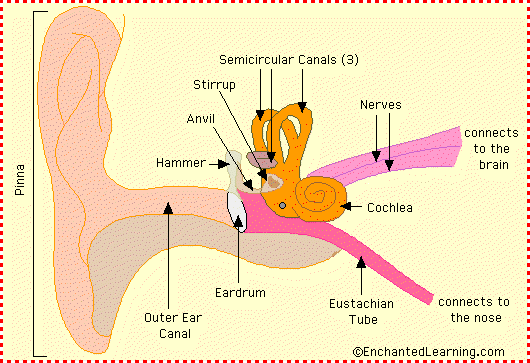 Semicircular Canals (3)
Stirrup
Nerves
Anvil
connects
to the
brain
Hammer
Pinna
Cochlea
Eardrum
Outer Ear
Canal
Eustachian
Tube
connects to
the nose
©EnchantedLearning.com